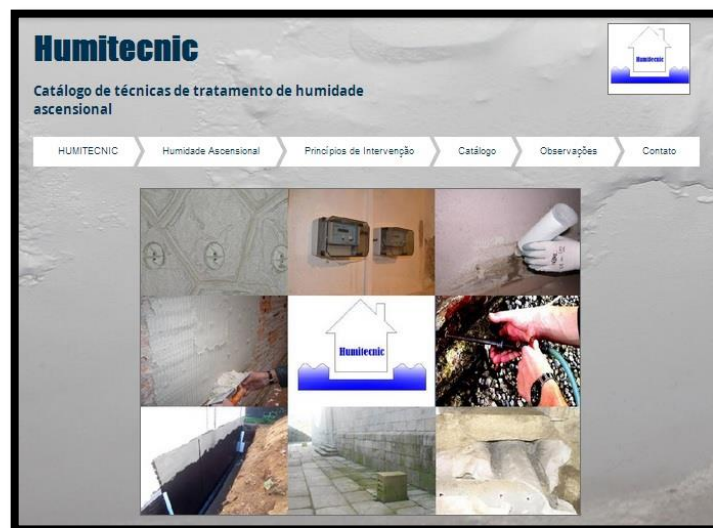 Humitecnic
Humitecnic
Catálogo de técnicas de tratamento de humidade
ascensional
HUMITECNIC Humidade Ascensional Princípios de Intervenção Catálogo Observações Contato
Humitecnic